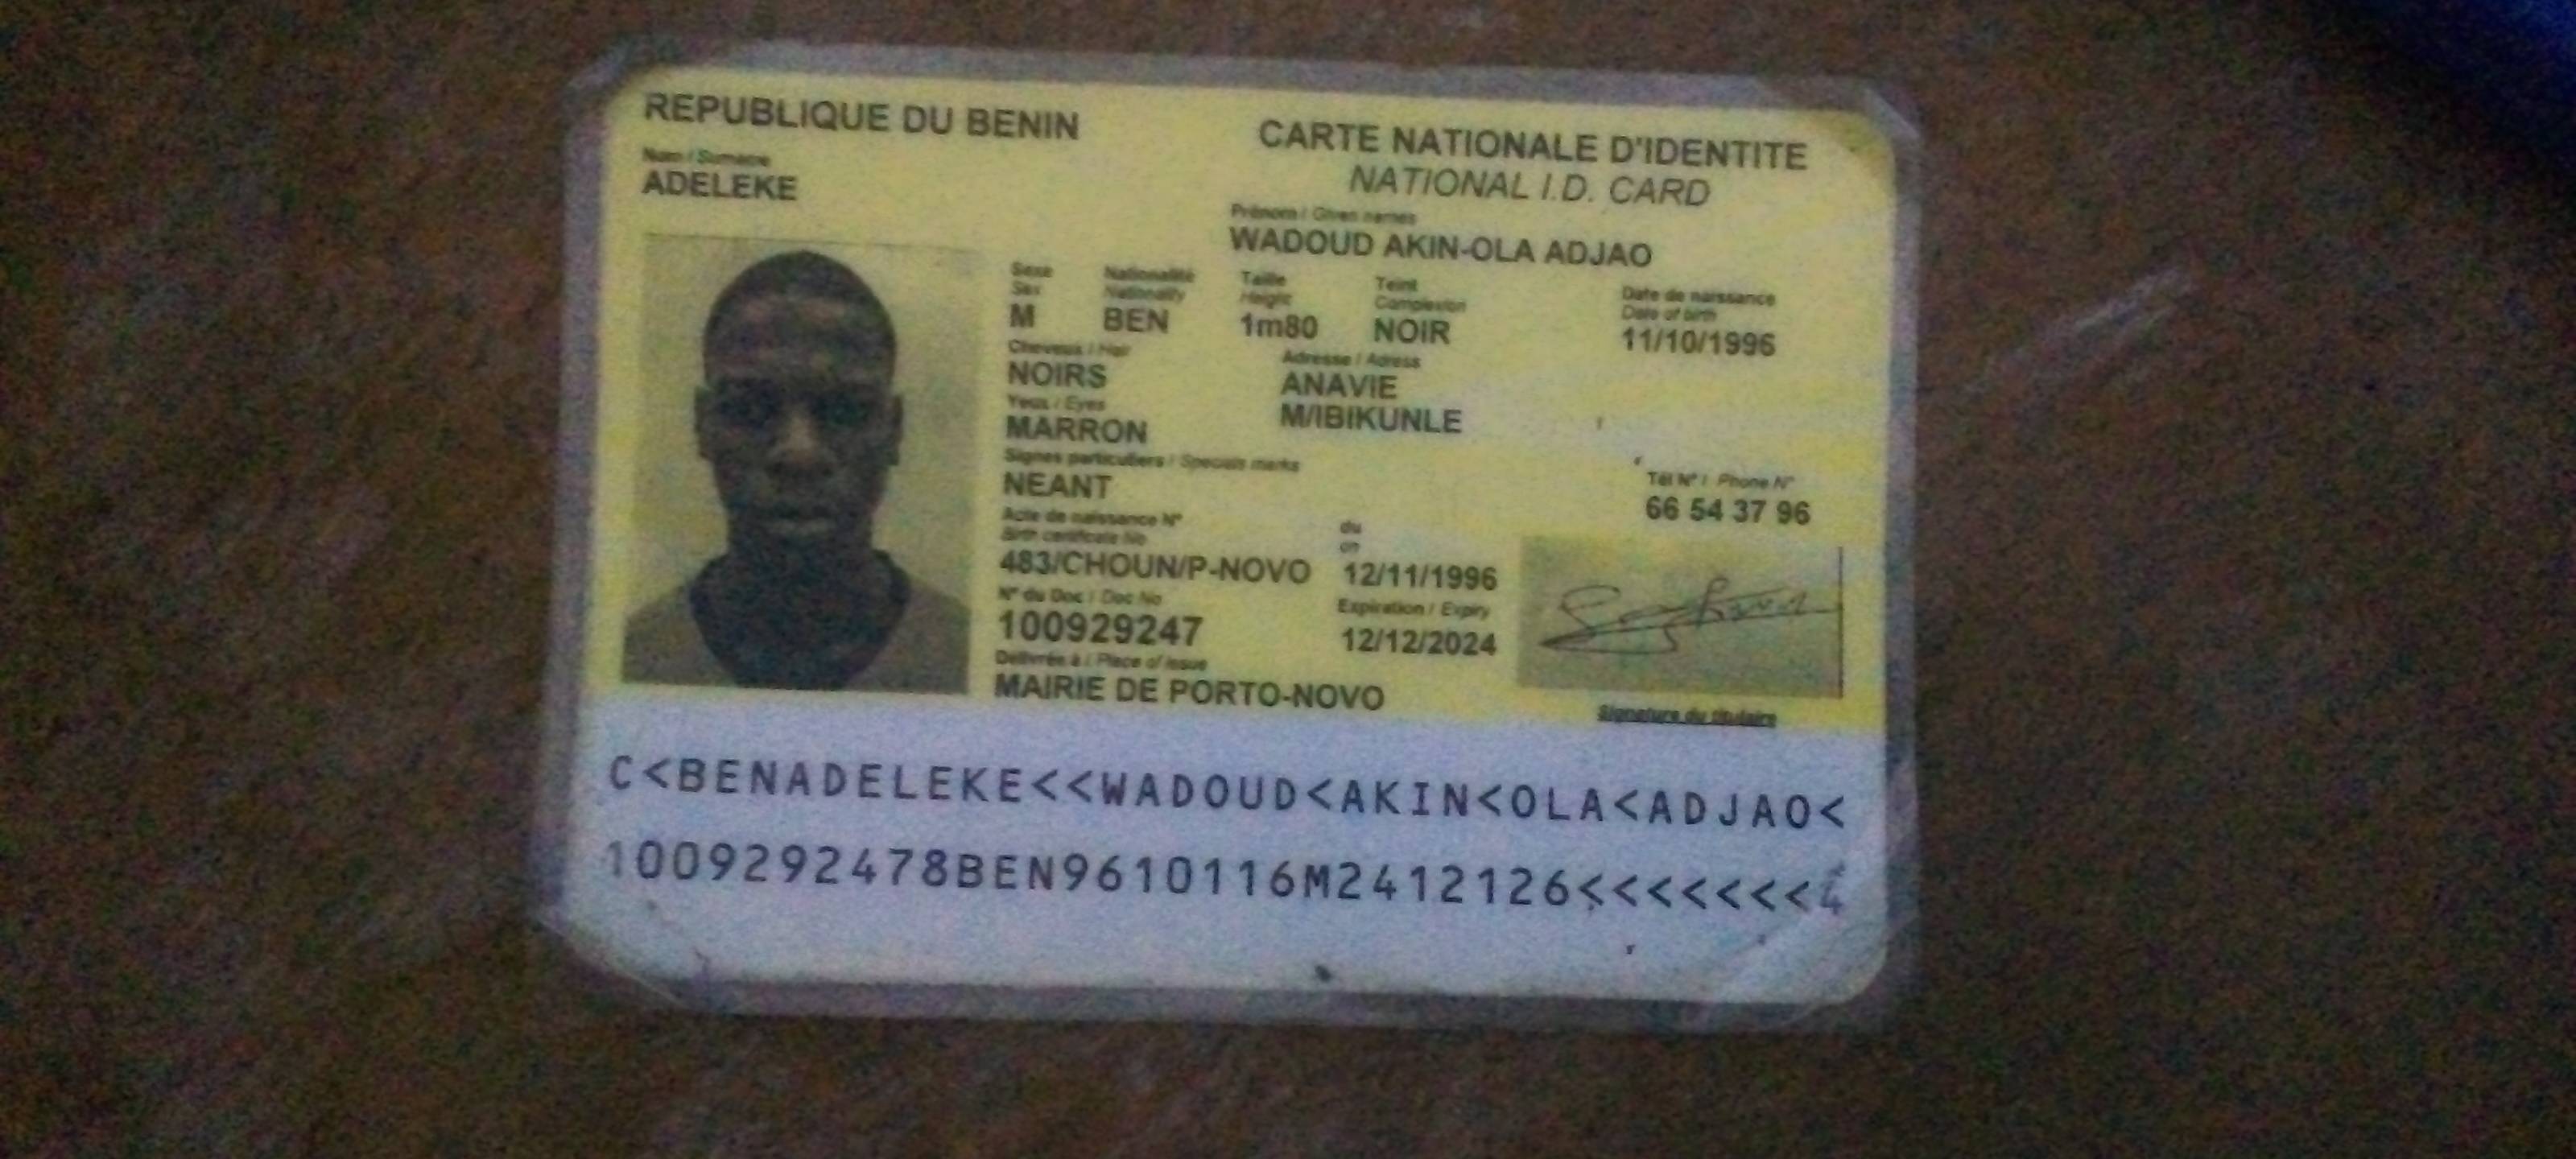 REPUBLIQUE DU BENIN
CARTE NATIONALE D'IDENTITE
NATIONAL I.D. CARD
Nom / Surname
ADELEKE
Prénom / Given names
WADOUD AKIN-OLA ADJAO
Sexe Nationalité Taille Teint Date de naissance
Sex Nationality Height Complexion Date of birth
M BEN 1m80 NOIR 11/10/1996
Cheveux / Hair Adresse / Adress
NOIRS ANAVIE
Yeux / Eyes M/IBIKUNLE
MARRON
Signes particuliers / Specials marks
NEANT
Tél N° / Phone N°
66 54 37 96
Acte de naissance N° du
Birth certificate No on
483/CHOUN/P-NOVO 12/11/1996
N° du Doc / Doc No Expiration / Expiry
100929247 12/12/2024
Délivrée à / Place of issue
MAIRIE DE PORTO-NOVO
Signature du titulaire
C<BENADELEKE<<WADOUD<AKIN<OLA<ADJAO<
1009292478BEN9610116M2412126<<<<<<<4